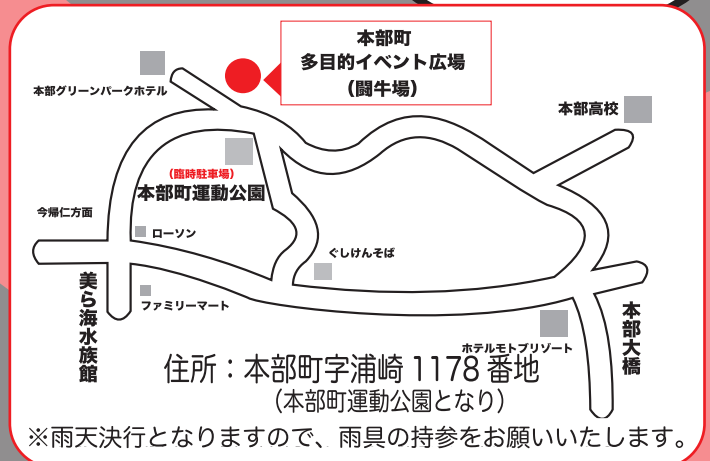 本部町
多目的イベント広場
（闘牛場）
本部グリーンパークホテル
本部高校
（臨時駐車場）
本部町運動公園
今帰仁方面
ローソン
ぐしけんそば
美ら海水族館
ファミリーマート
本部大橋
ホテルモトブリゾート
住所：本部町字浦崎 1178 番地
（本部町運動公園となり）
※雨天決行となりますので、雨具の持参をお願いいたします。